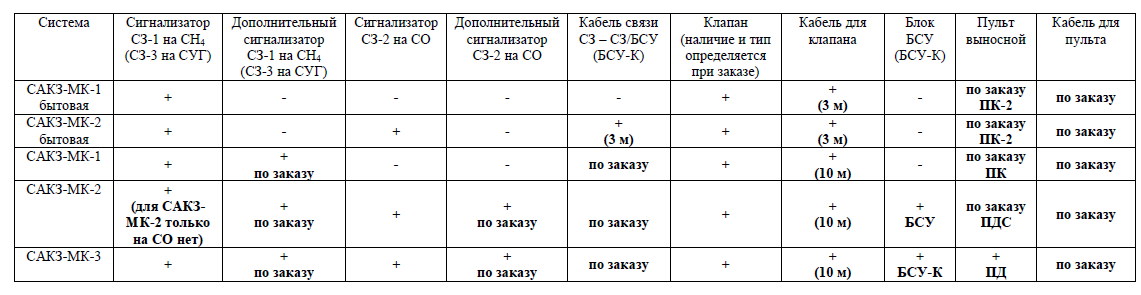 Система
Сигнализатор
СЗ-1 на CH4
(СЗ-3 на СУГ)
Дополнительный
сигнализатор
СЗ-1 на CH4
(СЗ-3 на СУГ)
Сигнализатор
СЗ-2 на СО
Дополнительный
сигнализатор
СЗ-2 на СО
Кабель связи
СЗ – СЗ/БСУ
(БСУ-К)
Клапан
(наличие и тип
определяется
при заказе)
Кабель для
клапана
Блок
БСУ
(БСУ-К)
Пульт
выносной
Кабель для
пульта
САКЗ-МК-1
бытовая
+
-
-
-
-
+
+
(3 м)
-
по заказу
ПК-2
по заказу
САКЗ-МК-2
бытовая
+
-
+
-
+
(3 м)
+
+
(3 м)
-
по заказу
ПК-2
по заказу
САКЗ-МК-1
+
+
по заказу
-
-
по заказу
+
+
(10 м)
-
по заказу
ПК
по заказу
САКЗ-МК-2
+
(для САКЗ-
МК-2 только
на СО нет)
+
по заказу
+
+
по заказу
по заказу
+
+
(10 м)
+
БСУ
по заказу
ПДС
по заказу
САКЗ-МК-3
+
+
по заказу
+
+
по заказу
по заказу
+
+
(10 м)
+
БСУ-К
+
ПД
по заказу